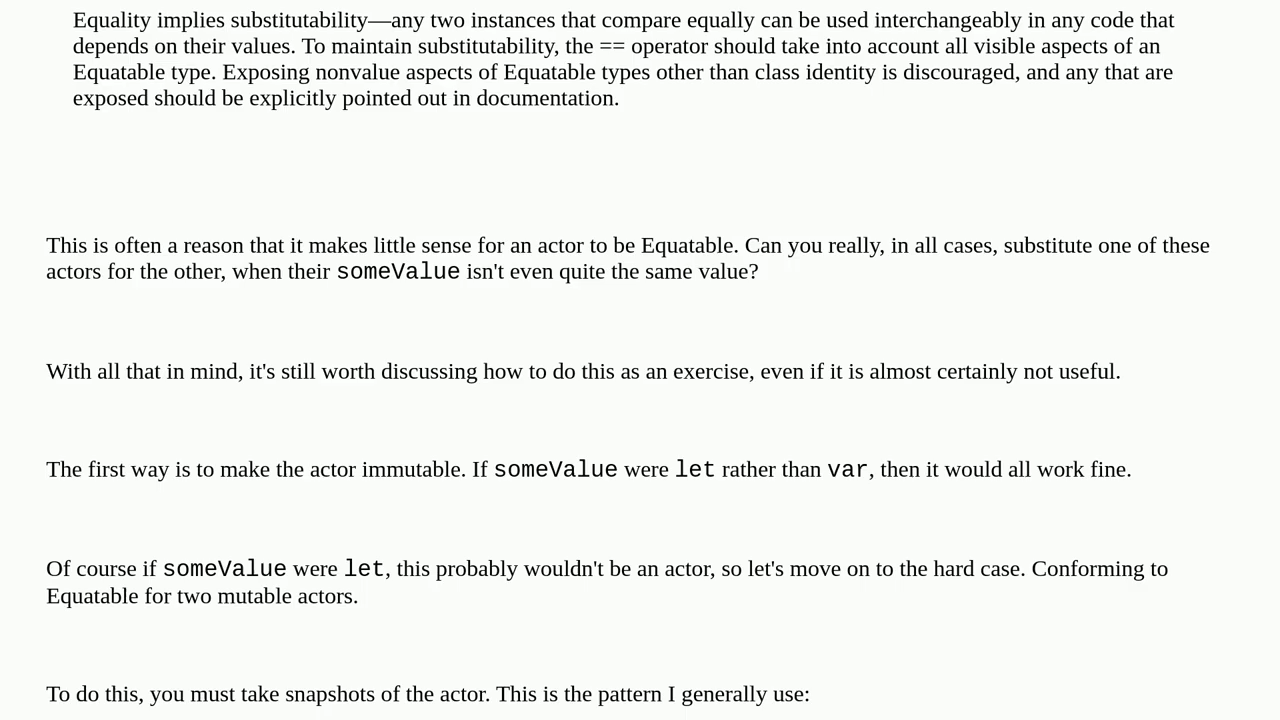 Equality implies substitutability—any two instances that compare equally can be used interchangeably in any code that
depends on their values. To maintain substitutability, the == operator should take into account all visible aspects of an
Equatable type. Exposing nonvalue aspects of Equatable types other than class identity is discouraged, and any that are
exposed should be explicitly pointed out in documentation.
This is often a reason that it makes little sense for an actor to be Equatable. Can you really, in all cases, substitute one of these
actors for the other, when their someValue isn't even quite the same value?
With all that in mind, it's still worth discussing how to do this as an exercise, even if it is almost certainly not useful.
The first way is to make the actor immutable. If someValue were let rather than var, then it would all work fine.
Of course if someValue were let, this probably wouldn't be an actor, so let's move on to the hard case. Conforming to
Equatable for two mutable actors.
To do this, you must take snapshots of the actor. This is the pattern I generally use: